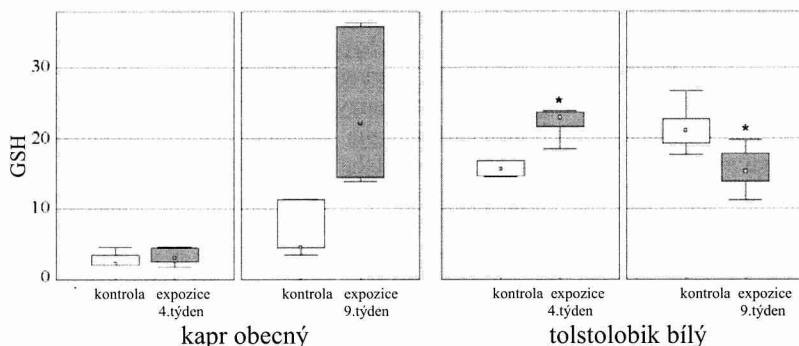 30
20
10
0
GSH
kontrola expozice kontrola expozice kontrola expozice kontrola expozice
4.týden 9.týden 4.týden 9.týden
kapr obecný tolstolobik bílý